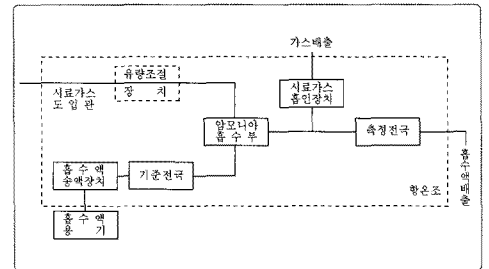 가스배출
유량조절
장 치
시료가스
도 입 관
시료가스
흡인장치
암모니아
흡 수 부
측정전극
흡 수 액
송액장치
기준전극
항온조
흡수액배출
흡 수 액
용 기